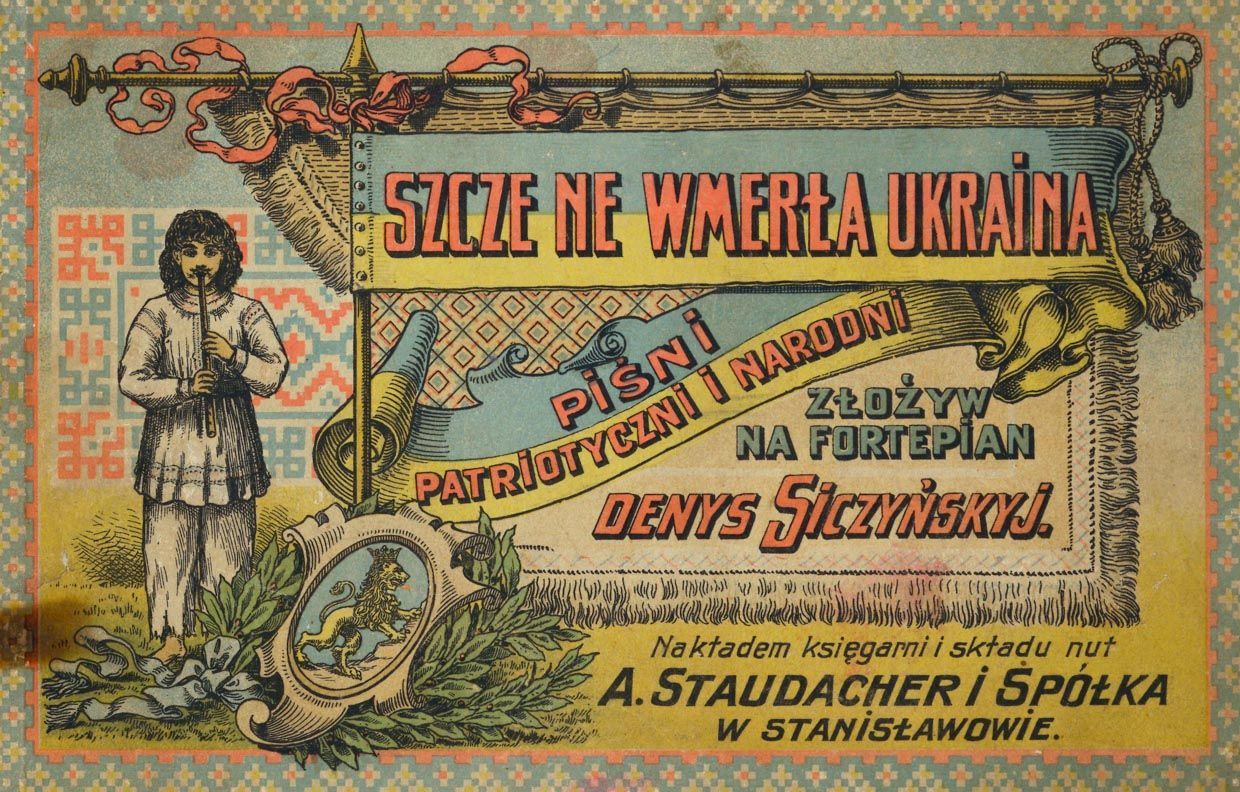 SZCZE NE WMERŁA UKRAINA
PIŚNI
PATRIOTYCZNI I NARODNI
ZŁOŻYW
NA FORTEPIAN
DENYS SICZYŃSKYJ.
Nakładem księgarni i składu nut
A. STAUDACHER I SPÓŁKA
W STANISŁAWOWIE.